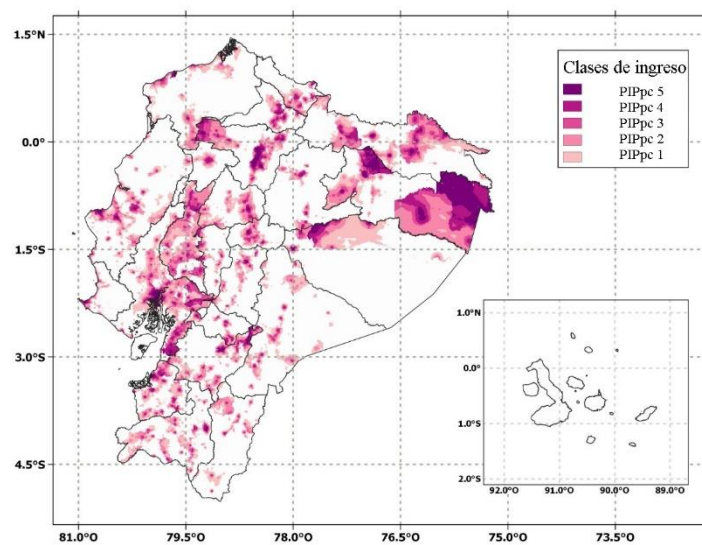 1.5°S
0.0°
1.5°S
3.0°S
4.5°S
81.0°O
79.5°O
78.0°O
76.5°O
75.0°O
73.5°O
Clases de ingreso
PIPpc 5
PIPpc 4
PIPpc 3
PIPpc 2
PIPpc 1
1.0°N
0.0°
1.0°S
2.0°S
92.0°O
91.0°O
90.0°O
89.0°O